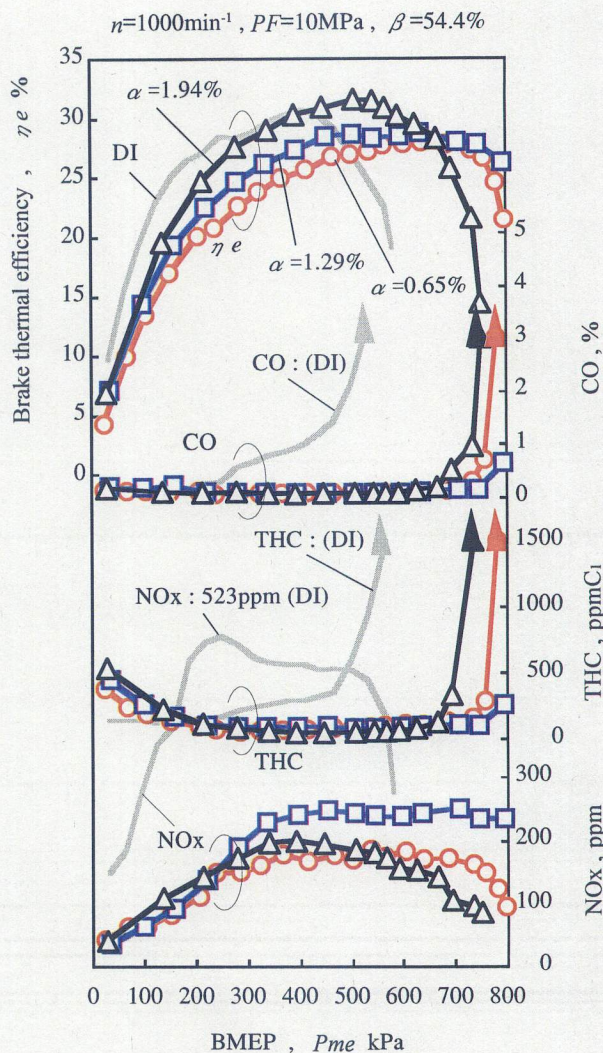 n=1000min⁻¹ , PF=10MPa , β=54.4%
Brake thermal efficiency , η e %
35
30
25
20
15
10
5
0
α=1.94%
DI
η e
α=1.29%
α=0.65%
CO : (DI)
CO
5
4
3
2
1
0
CO , %
THC : (DI)
NOx : 523ppm (DI)
THC
1500
1000
500
0
THC , ppmC₁
NOx
300
200
100
0
NOx , ppm
0 100 200 300 400 500 600 700 800
BMEP , Pme kPa